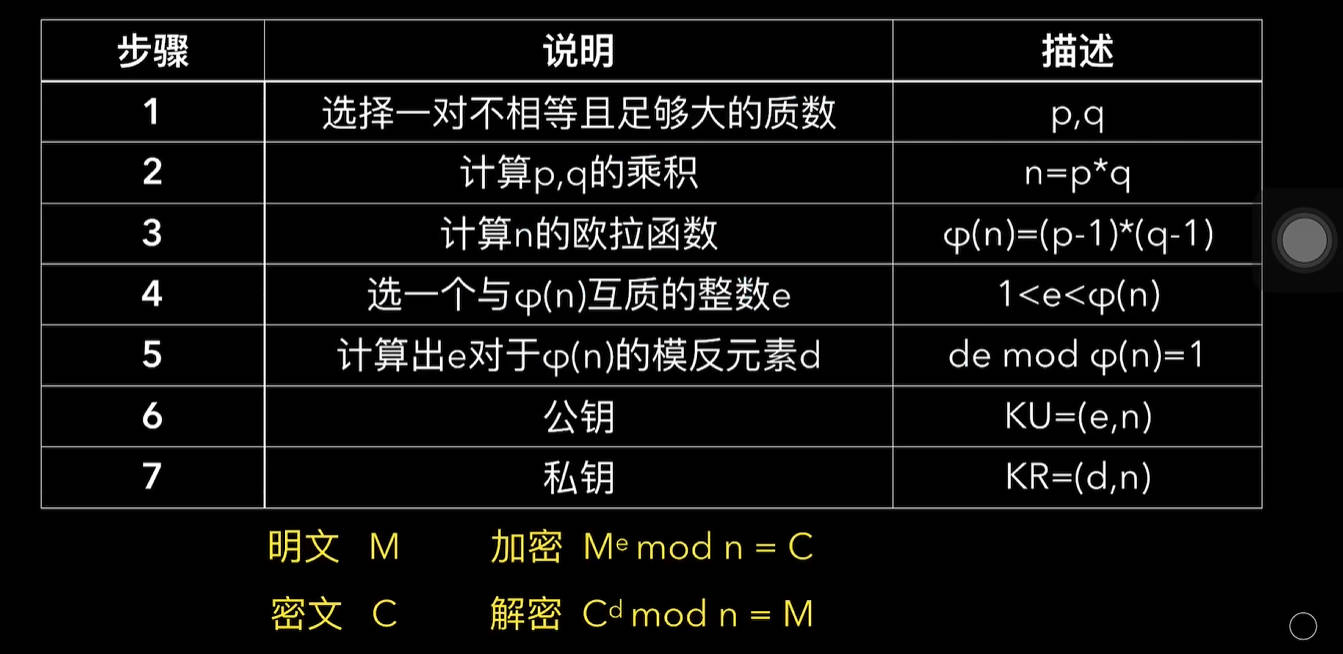 步骤 说明 描述
1 选择一对不相等且足够大的质数 p,q
2 计算p,q的乘积 n=p*q
3 计算n的欧拉函数 φ(n)=(p-1)*(q-1)
4 选一个与φ(n)互质的整数e 1<e<φ(n)
5 计算出e对于φ(n)的模反元素d de mod φ(n)=1
6 公钥 KU=(e,n)
7 私钥 KR=(d,n)
明文 M 加密 Mᵉ mod n = C
密文 C 解密 Cᵈ mod n = M